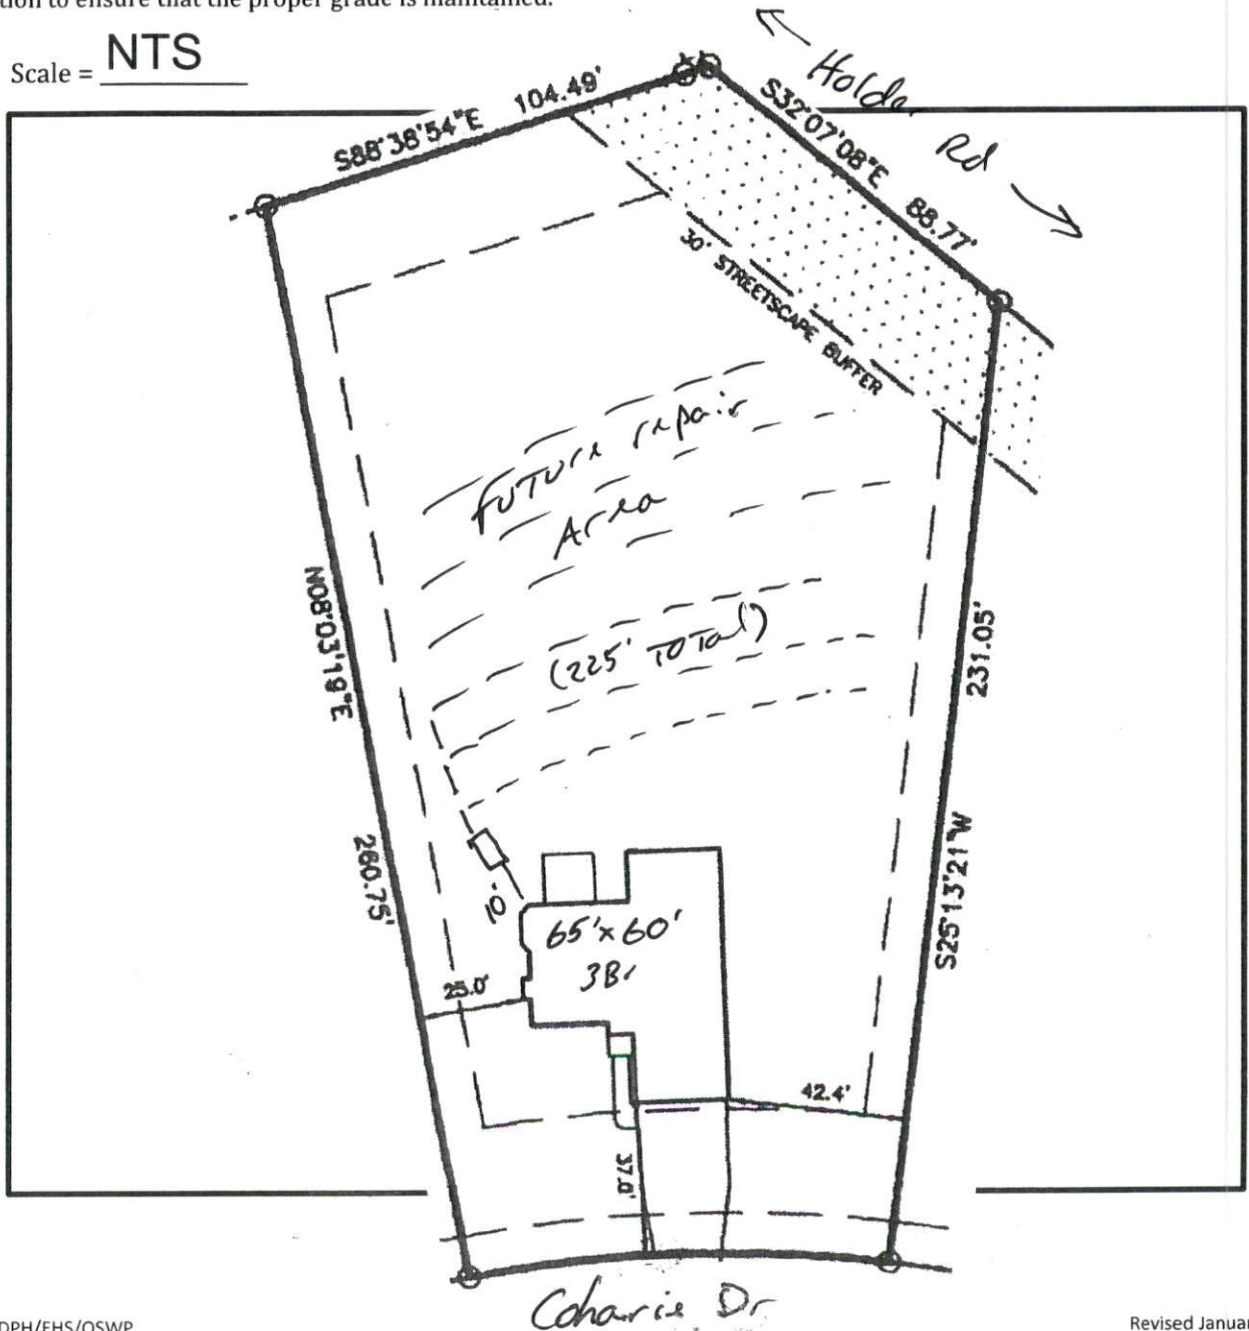 tion to ensure that the proper grade is maintained.
Scale = NTS
S88°38'54"E 104.49'
Holder Rd
S32°07'08"E 88.77'
30' STREETSCAPE BUFFER
Future repair
Area
(225' Total)
N08°03'19"E
260.75'
231.05'
S25°13'21"W
10'
65'x60'
3Br
25.0'
42.4'
37.0'
Coharie Dr
DPH/EHS/OSWP
Revised Januar